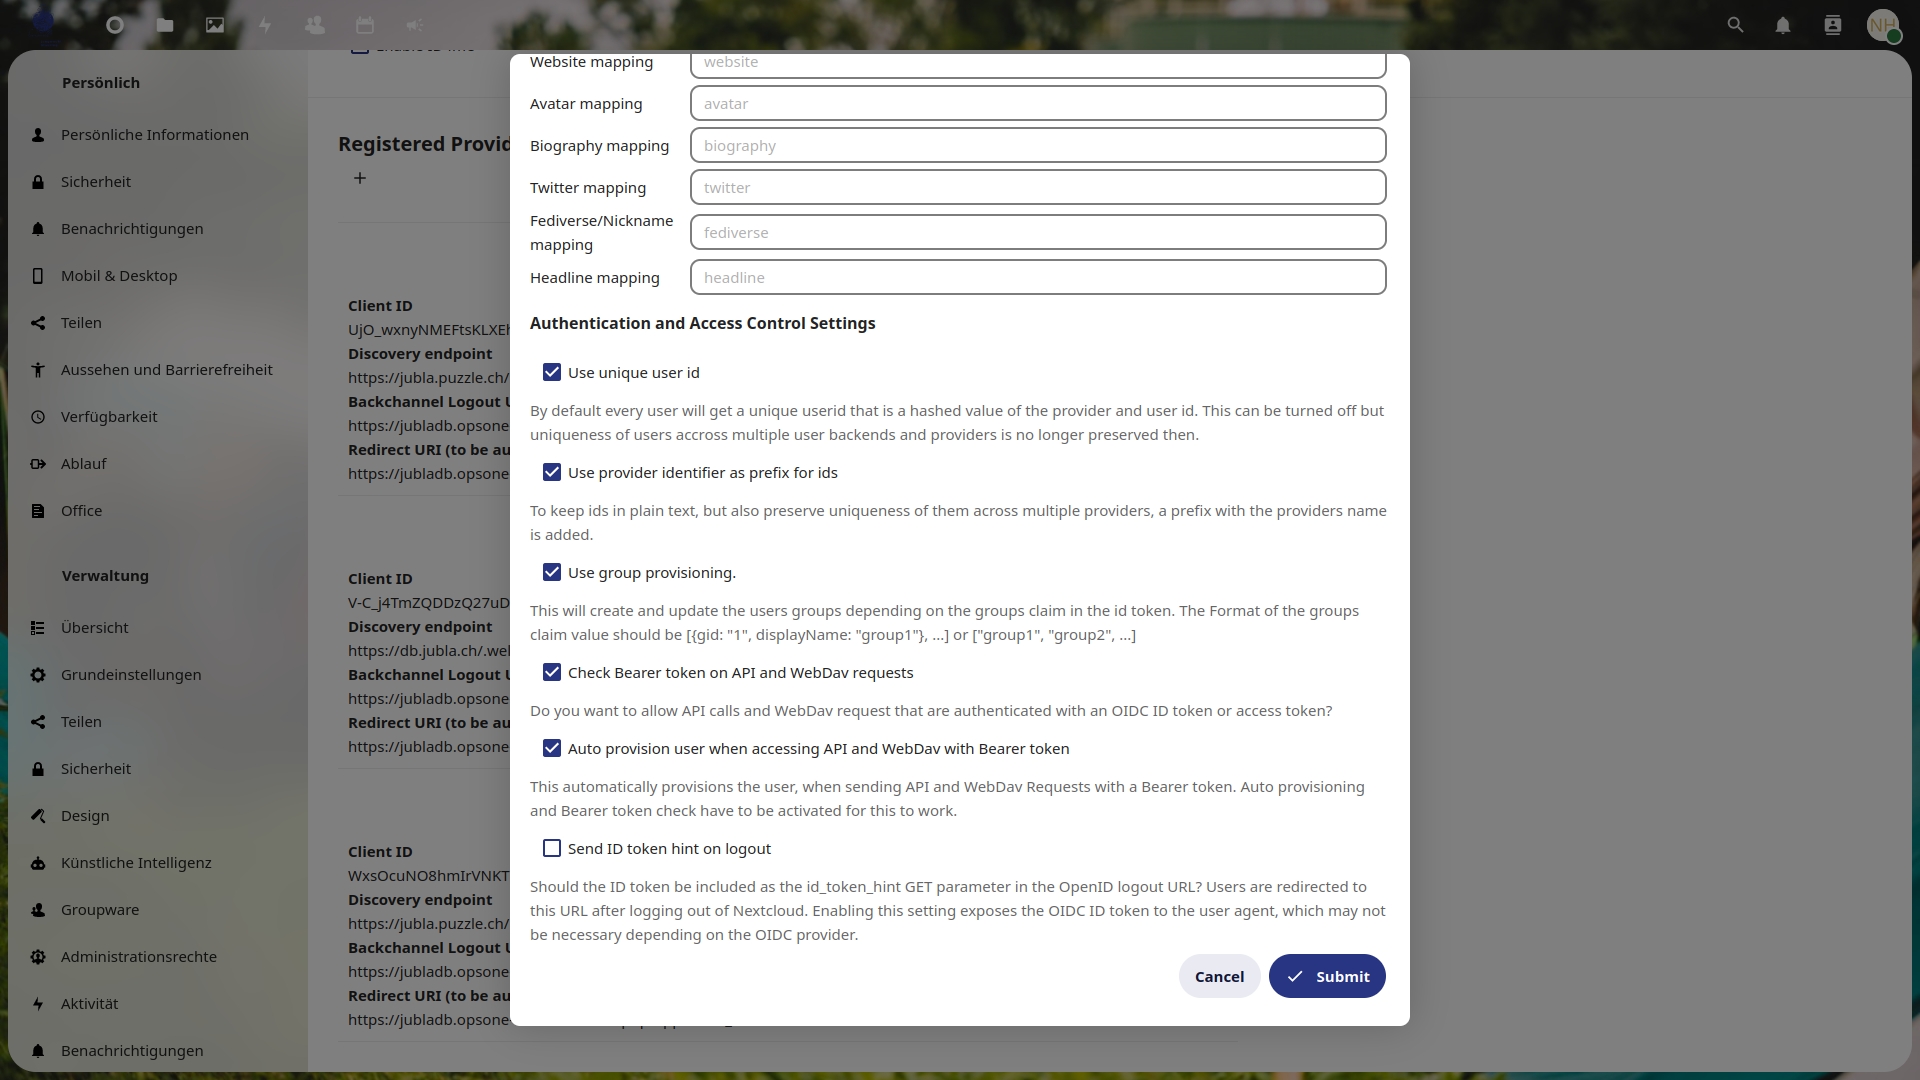 NH
Persönlich
Persönliche Informationen
Sicherheit
Benachrichtigungen
Mobil & Desktop
Teilen
Aussehen und Barrierefreiheit
Verfügbarkeit
Ablauf
Office
Verwaltung
Übersicht
Grundeinstellungen
Teilen
Sicherheit
Design
Künstliche Intelligenz
Groupware
Administrationsrechte
Aktivität
Benachrichtigungen
Registered Provid
Client ID
Discovery endpoint
https://jubla.puzzle.ch/
Backchannel Logout U
https://jubladb.opsone
Redirect URI (to be au
https://jubladb.opsone
Client ID
V-C_j4TmZQDDzQ27uD
Discovery endpoint
https://db.jubla.ch/.wel
Backchannel Logout U
https://jubladb.opsone
Redirect URI (to be au
https://jubladb.opsone
Client ID
WxsOcuNO8hmIrVNKT
Discovery endpoint
https://jubla.puzzle.ch/
Backchannel Logout U
https://jubladb.opsone
Redirect URI (to be au
https://jubladb.opsone
Website mapping website
Avatar mapping avatar
Biography mapping biography
Twitter mapping twitter
Fediverse/Nickname
mapping fediverse
Headline mapping headline
Authentication and Access Control Settings
Use unique user id
By default every user will get a unique userid that is a hashed value of the provider and user id. This can be turned off but
uniqueness of users accross multiple user backends and providers is no longer preserved then.
Use provider identifier as prefix for ids
To keep ids in plain text, but also preserve uniqueness of them across multiple providers, a prefix with the providers name
is added.
Use group provisioning.
This will create and update the users groups depending on the groups claim in the id token. The Format of the groups
claim value should be [{gid: "1", displayName: "group1"}, ...] or ["group1", "group2", ...]
Check Bearer token on API and WebDav requests
Do you want to allow API calls and WebDav request that are authenticated with an OIDC ID token or access token?
Auto provision user when accessing API and WebDav with Bearer token
This automatically provisions the user, when sending API and WebDav Requests with a Bearer token. Auto provisioning
and Bearer token check have to be activated for this to work.
Send ID token hint on logout
Should the ID token be included as the id_token_hint GET parameter in the OpenID logout URL? Users are redirected to
this URL after logging out of Nextcloud. Enabling this setting exposes the OIDC ID token to the user agent, which may not
be necessary depending on the OIDC provider.
Cancel
Submit